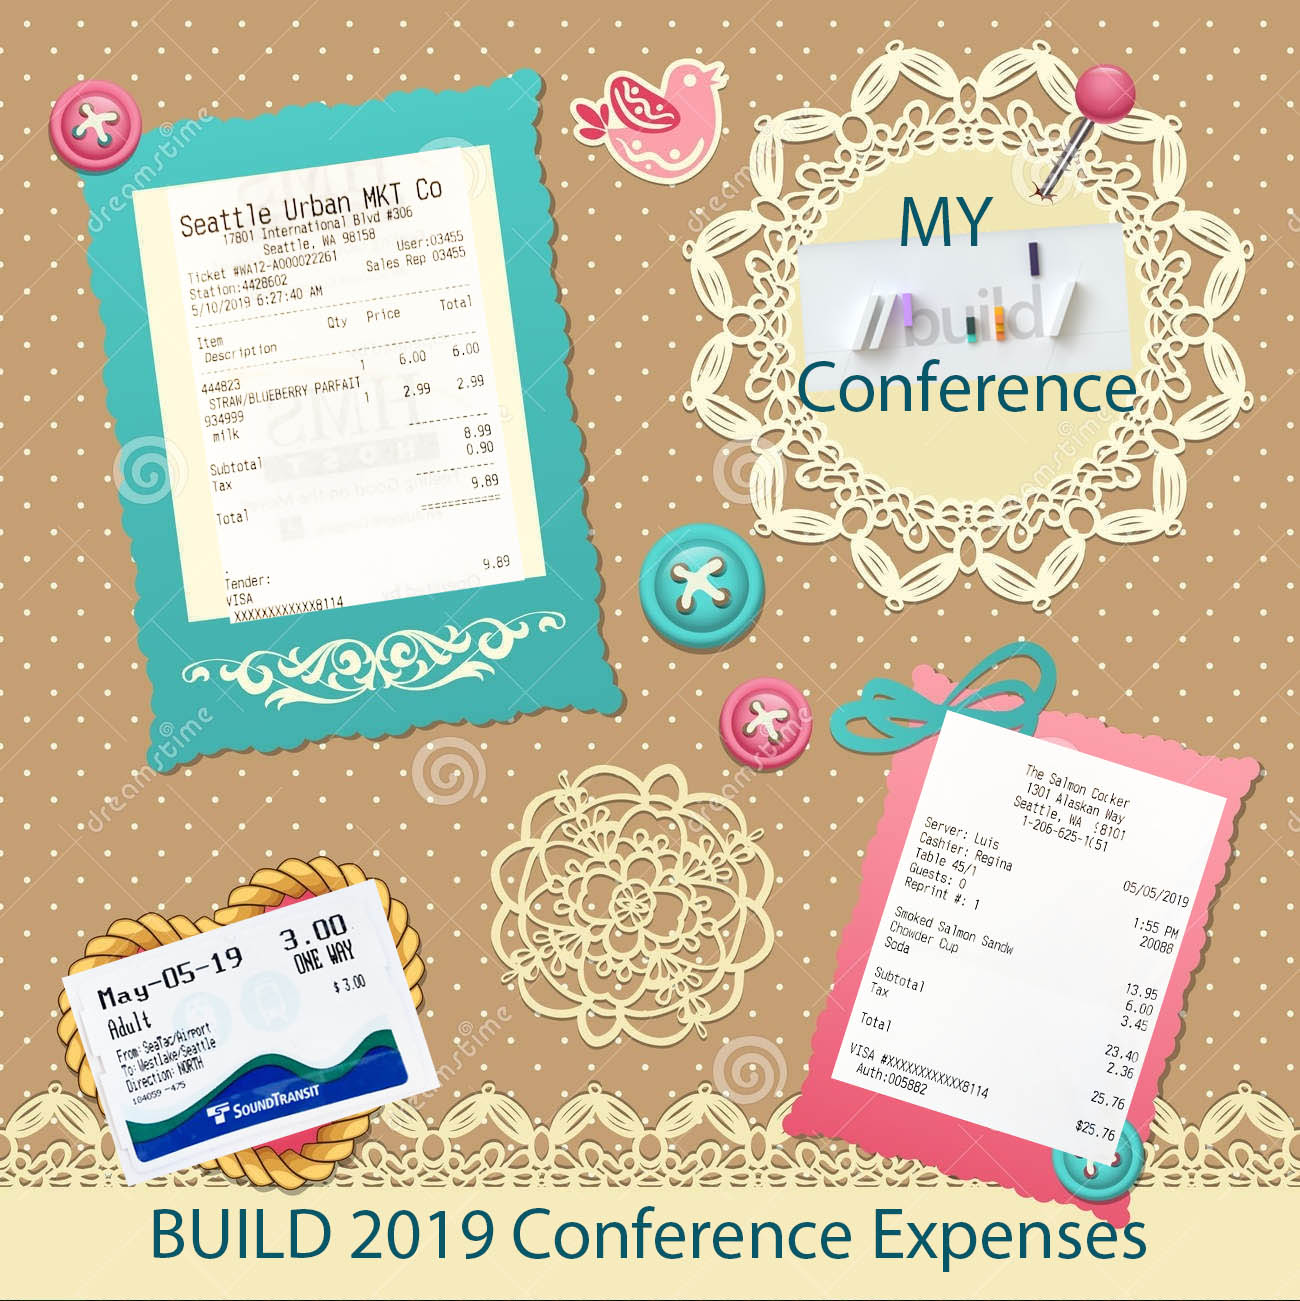 Seattle Urban MKT Co
17801 International Blvd #306
Seattle, WA 98158
Ticket #WA12-A000022261 User:03455
Station:4428602 Sales Rep 03455
5/10/2019 6:27:40 AM
Qty Price Total
Item
Description
444823 1 6.00 6.00
STRAW/BLUEBERRY PARFAIT
934999 1 2.99 2.99
milk
Subtotal 8.99
Tax 0.90
Total 9.89
Tender:
VISA 9.89
XXXXXXXXXXXX8114
MY
build
Conference
The Salmon Cooker
1301 Alaskan Way
Seattle, WA 98101
1-206-625-1051
Server: Luis
Cashier: Regina
Table 45/1
Guests: 0
Reprint #: 1
05/05/2019
1:55 PM
20088
Smoked Salmon Sandw 13.95
Chowder Cup 6.00
Soda 3.45
Subtotal 23.40
Tax 2.36
Total 25.76
VISA #XXXXXXXXXXXX8114 $25.76
Auth:005882
May-05-19 3.00
ONE WAY
Adult $ 3.00
From: SeaTac/Airport
To: Westlake/Seattle
Direction: NORTH
184059 -475
SOUNDTRANSIT
BUILD 2019 Conference Expenses
dreamstime